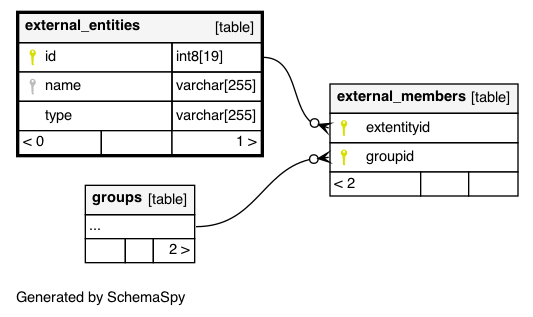 external_entities [table]
id int8[19]
name varchar[255]
type varchar[255]
< 0 1 >
external_members [table]
extentityid
groupid
< 2
groups [table]
...
2 >
Generated by SchemaSpy